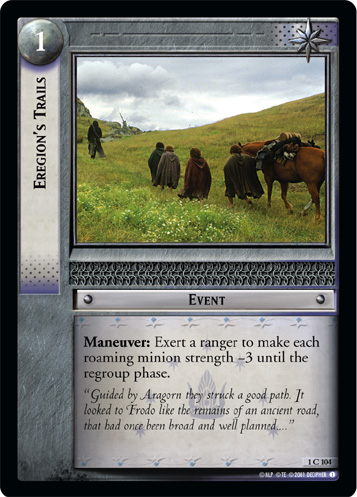 1
EREGION'S TRAILS
EVENT
Maneuver: Exert a ranger to make each
roaming minion strength –3 until the
regroup phase.
"Guided by Aragorn they struck a good path. It
looked to Frodo like the remains of an ancient road,
that had once been broad and well planned...."
1 C 104
©NLP ©TE ©2001 DECIPHER